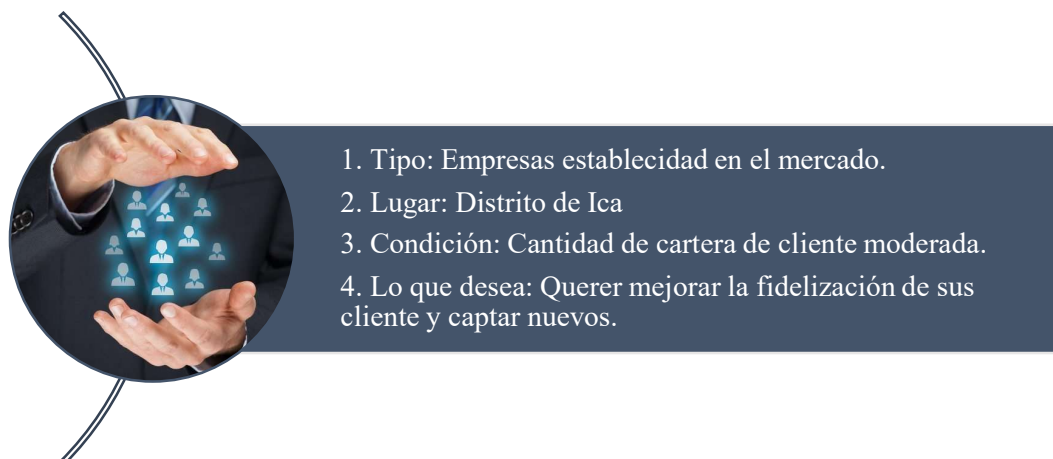 1. Tipo: Empresas establecidad en el mercado.
2. Lugar: Distrito de Ica
3. Condición: Cantidad de cartera de cliente moderada.
4. Lo que desea: Querer mejorar la fidelización de sus
cliente y captar nuevos.